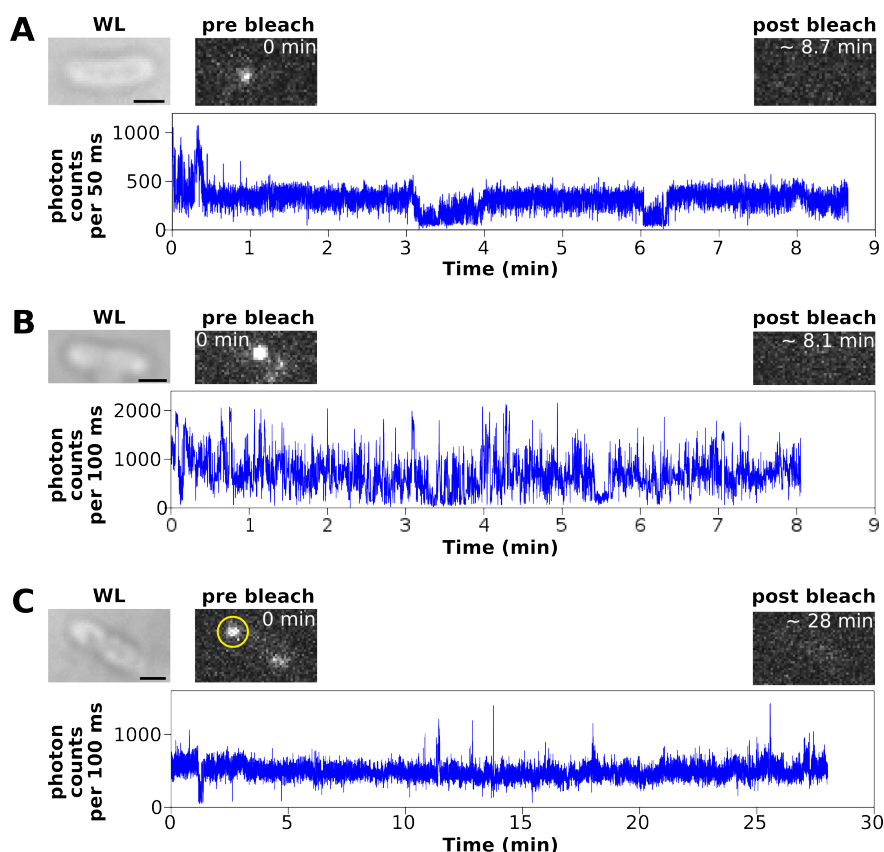 A
WL
pre bleach
post bleach
0 min
~ 8.7 min
photon
counts
per 50 ms
1000
500
0
0 1 2 3 4 5 6 7 8 9
Time (min)
B
WL
pre bleach
post bleach
0 min
~ 8.1 min
photon
counts
per 100 ms
2000
1000
0
0 1 2 3 4 5 6 7 8 9
Time (min)
C
WL
pre bleach
post bleach
0 min
~ 28 min
photon
counts
per 100 ms
1000
0
0 5 10 15 20 25 30
Time (min)